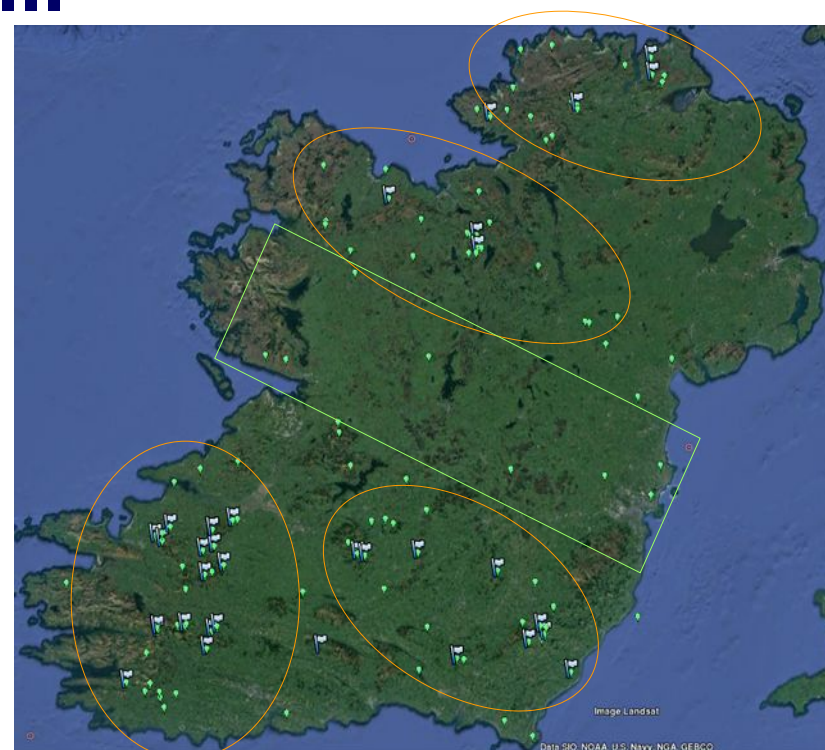 Image Landsat
Data SIO, NOAA, U.S. Navy, NGA, GEBCO